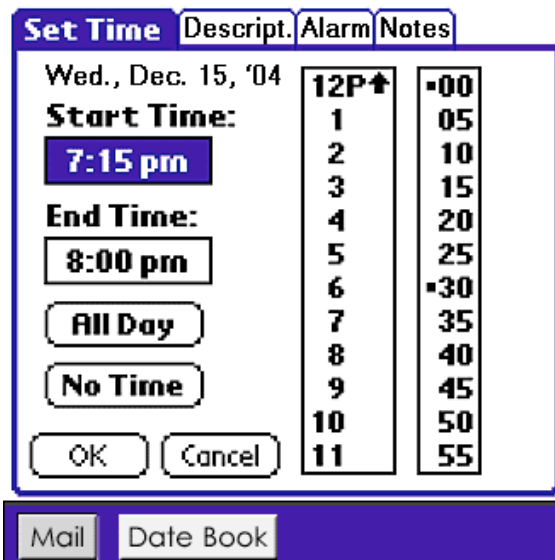 Set Time Descript. Alarm Notes
Wed., Dec. 15, '04
Start Time:
7:15 pm
End Time:
8:00 pm
All Day
No Time
OK Cancel
12P
1
2
3
4
5
6
7
8
9
10
11
00
05
10
15
20
25
30
35
40
45
50
55
Mail Date Book